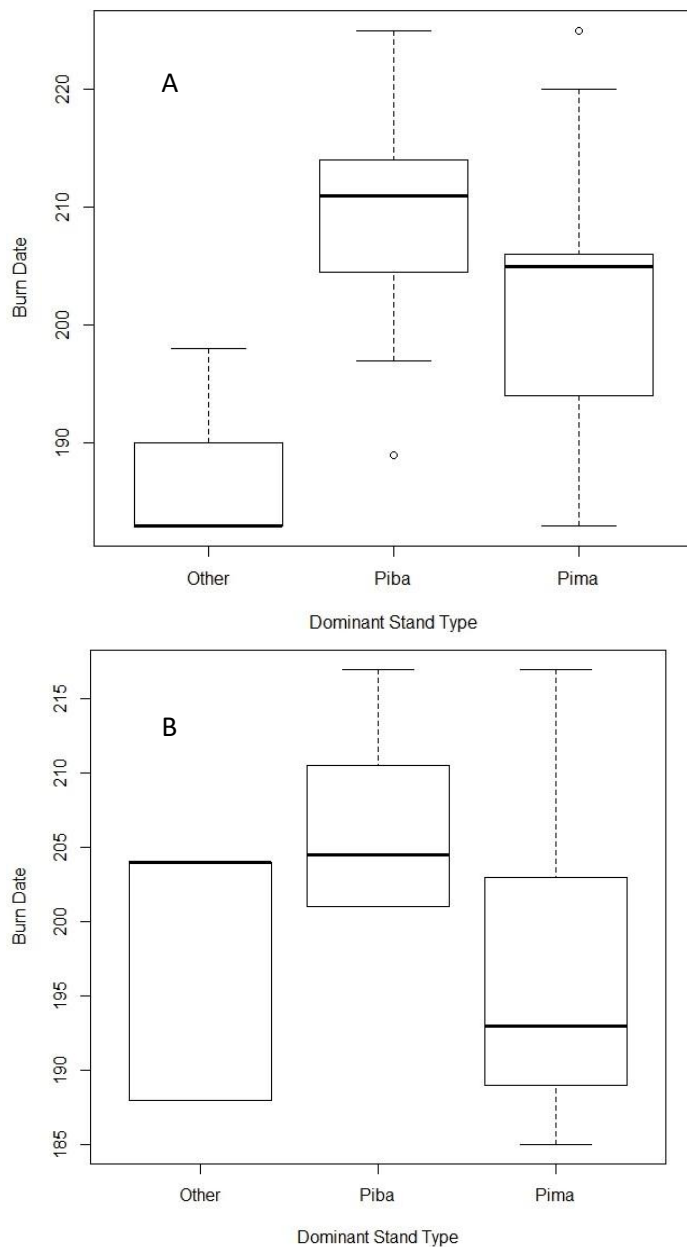 A
220
210
200
190
Burn Date
Other Piba Pima
Dominant Stand Type
B
215
210
205
200
195
190
185
Burn Date
Other Piba Pima
Dominant Stand Type